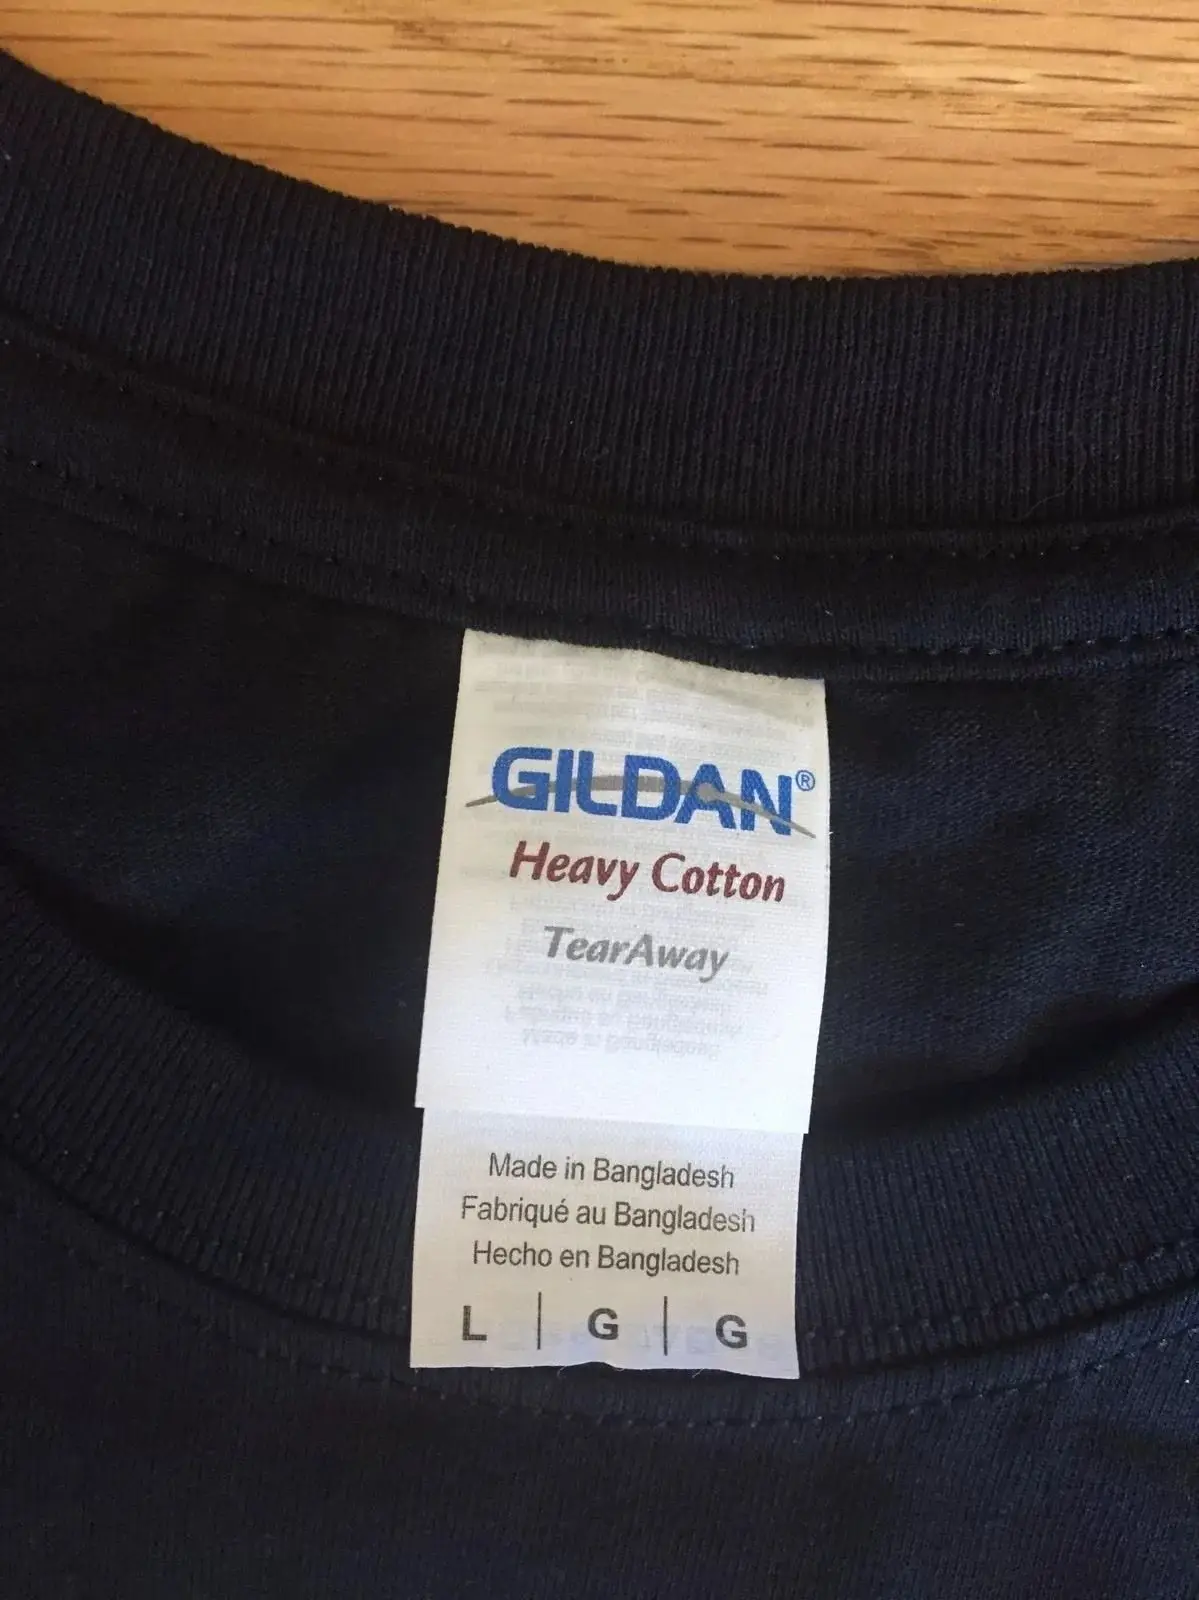 GILDAN®
Heavy Cotton
TearAway
Made in Bangladesh
Fabriqué au Bangladesh
Hecho en Bangladesh
L | G | G